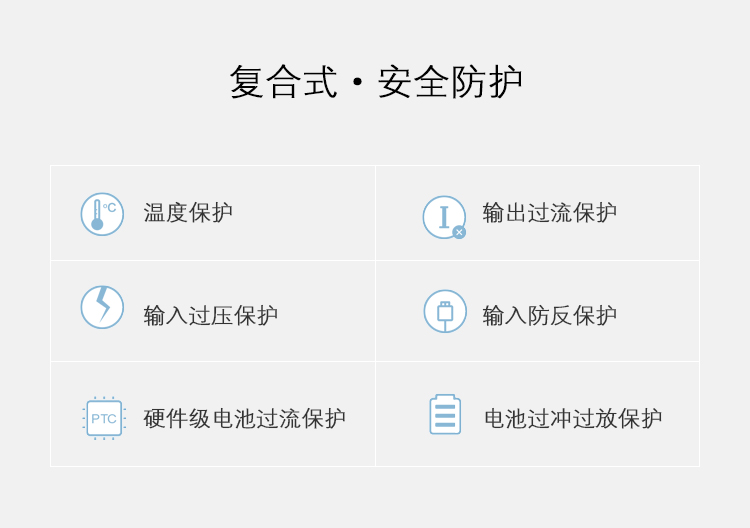 复合式·安全防护
°C 温度保护
I 输出过流保护
输入过压保护
输入防反保护
PTC 硬件级电池过流保护
电池过冲过放保护